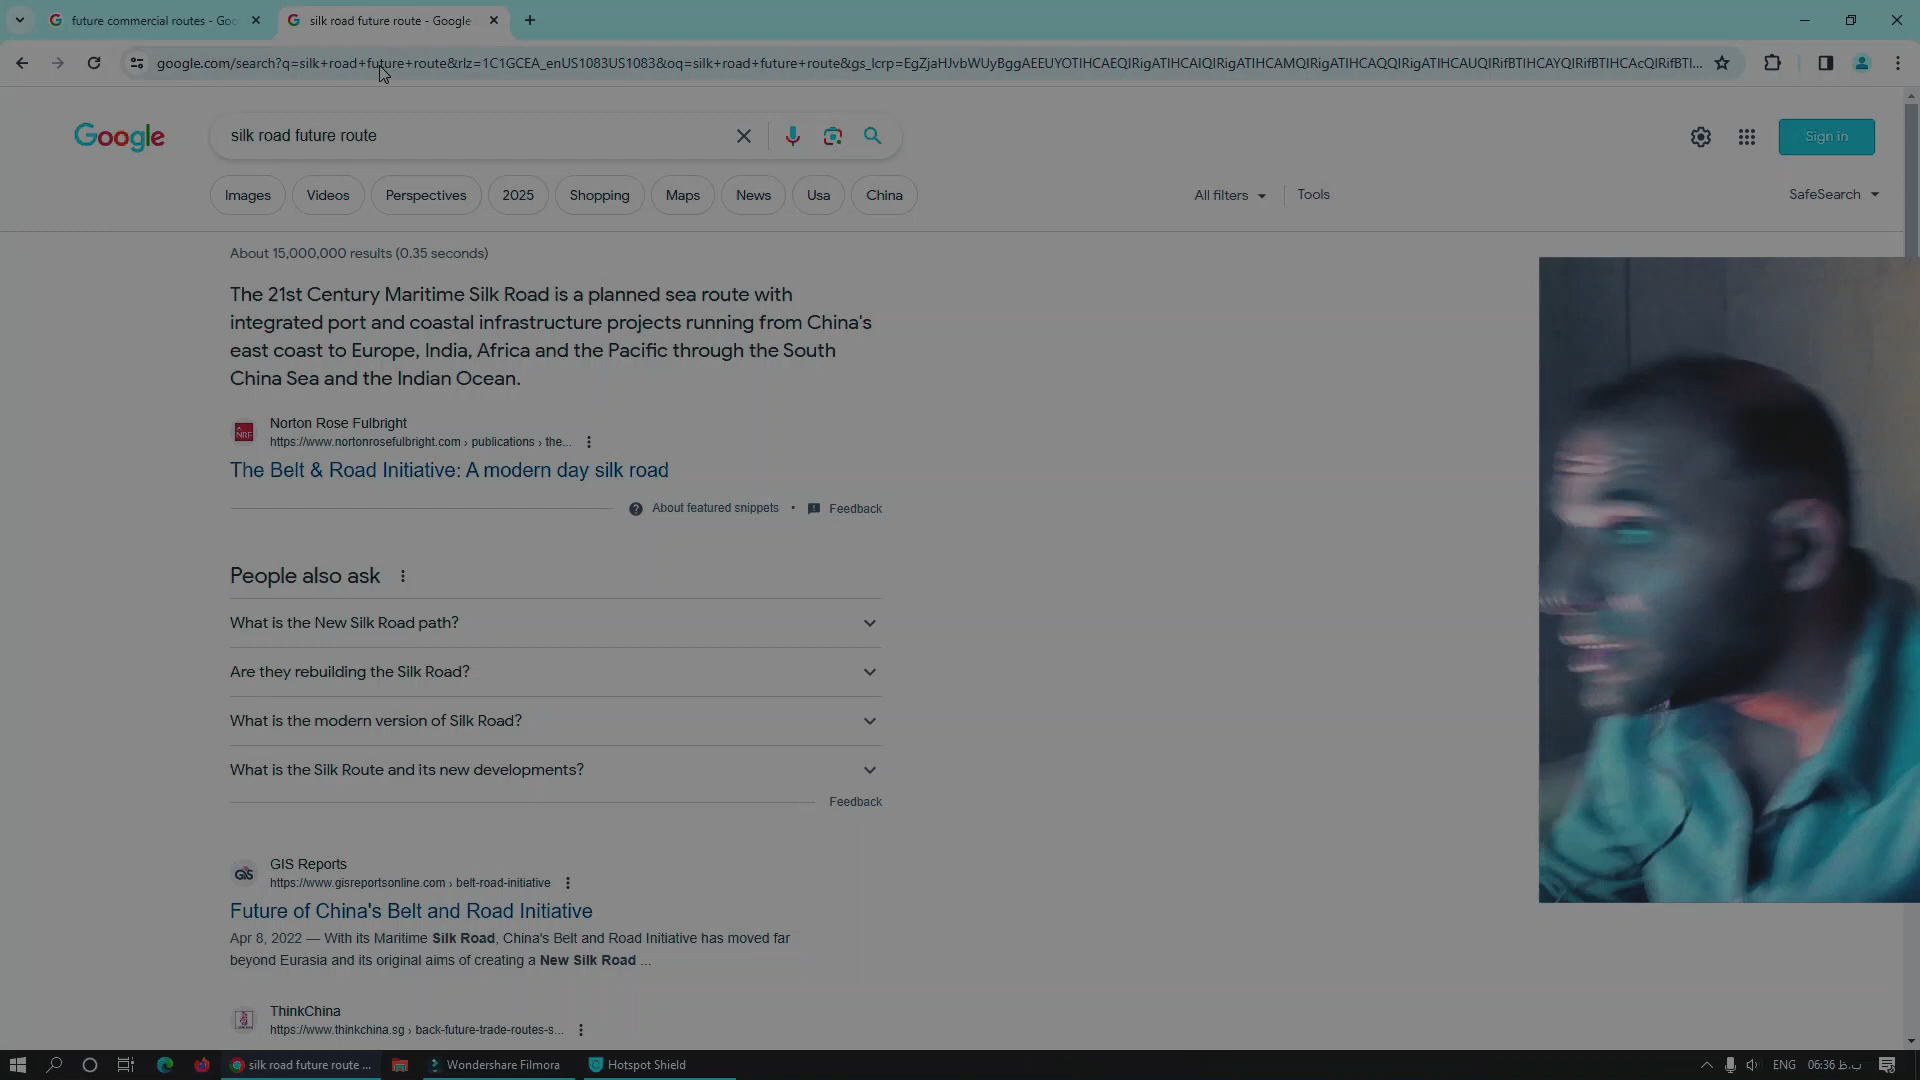 future commercial routes - Goo
silk road future route - Google
google.com/search?q=silk+road+future+route&rlz=1C1GCEA_enUS1083US1083&oq=silk+road+future+route&gs_lcrp=EgZjaHJvbWUyBggAEEUYOTIHCAEQIRigATIHCAIQIRigATIHCAMQIRigATIHCAQQIRigATIHCAUQIRifBTIHCAYQIRifBTIHCAcQIRifBTI...
Google
silk road future route
Sign in
Images
Videos
Perspectives
2025
Shopping
Maps
News
Usa
China
All filters
Tools
SafeSearch
About 15,000,000 results (0.35 seconds)
The 21st Century Maritime Silk Road is a planned sea route with
integrated port and coastal infrastructure projects running from China's
east coast to Europe, India, Africa and the Pacific through the South
China Sea and the Indian Ocean.
NRF
Norton Rose Fulbright
https://www.nortonrosefulbright.com › publications › the...
The Belt & Road Initiative: A modern day silk road
About featured snippets • Feedback
People also ask
What is the New Silk Road path?
Are they rebuilding the Silk Road?
What is the modern version of Silk Road?
What is the Silk Route and its new developments?
Feedback
GIS
GIS Reports
https://www.gisreportsonline.com › belt-road-initiative
Future of China's Belt and Road Initiative
Apr 8, 2022 — With its Maritime Silk Road, China's Belt and Road Initiative has moved far
beyond Eurasia and its original aims of creating a New Silk Road ...
ThinkChina
https://www.thinkchina.sg › back-future-trade-routes-s...
silk road future route ...
Wondershare Filmora
Hotspot Shield
ENG
06:36 ب.ظ